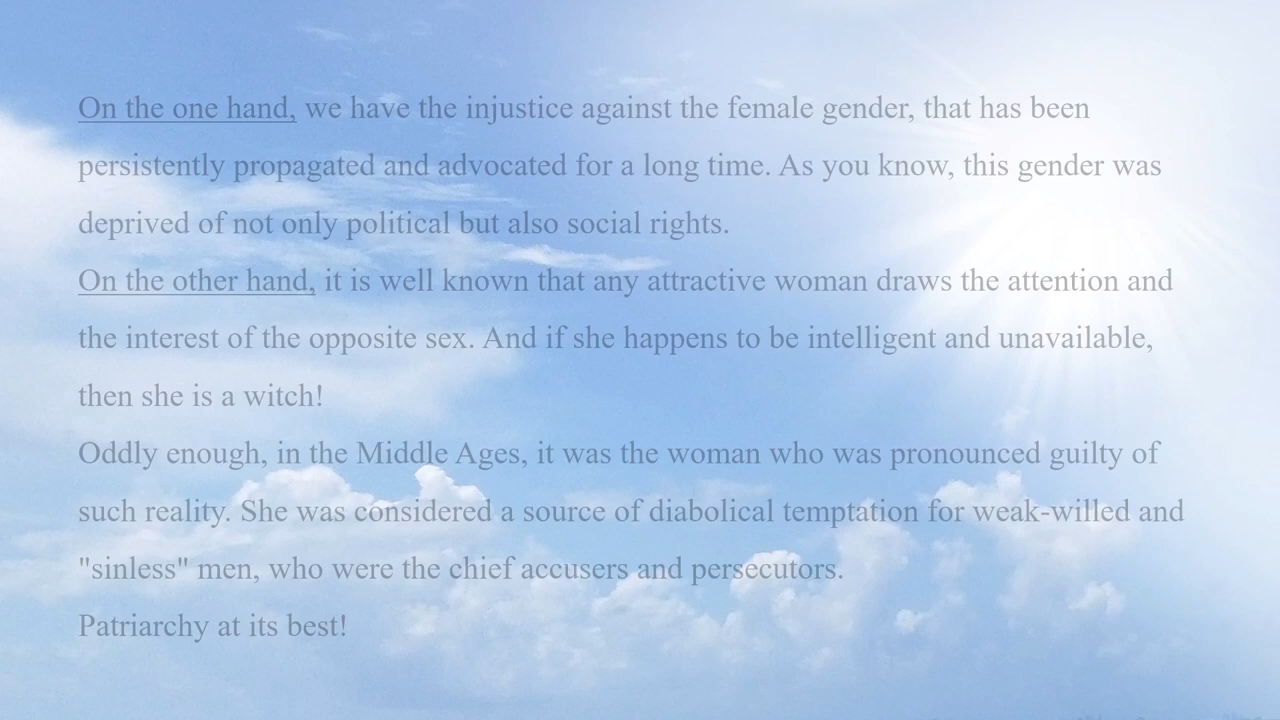 On the one hand, we have the injustice against the female gender, that has been
persistently propagated and advocated for a long time. As you know, this gender was
deprived of not only political but also social rights.
On the other hand, it is well known that any attractive woman draws the attention and
the interest of the opposite sex. And if she happens to be intelligent and unavailable,
then she is a witch!
Oddly enough, in the Middle Ages, it was the woman who was pronounced guilty of
such reality. She was considered a source of diabolical temptation for weak-willed and
"sinless" men, who were the chief accusers and persecutors.
Patriarchy at its best!